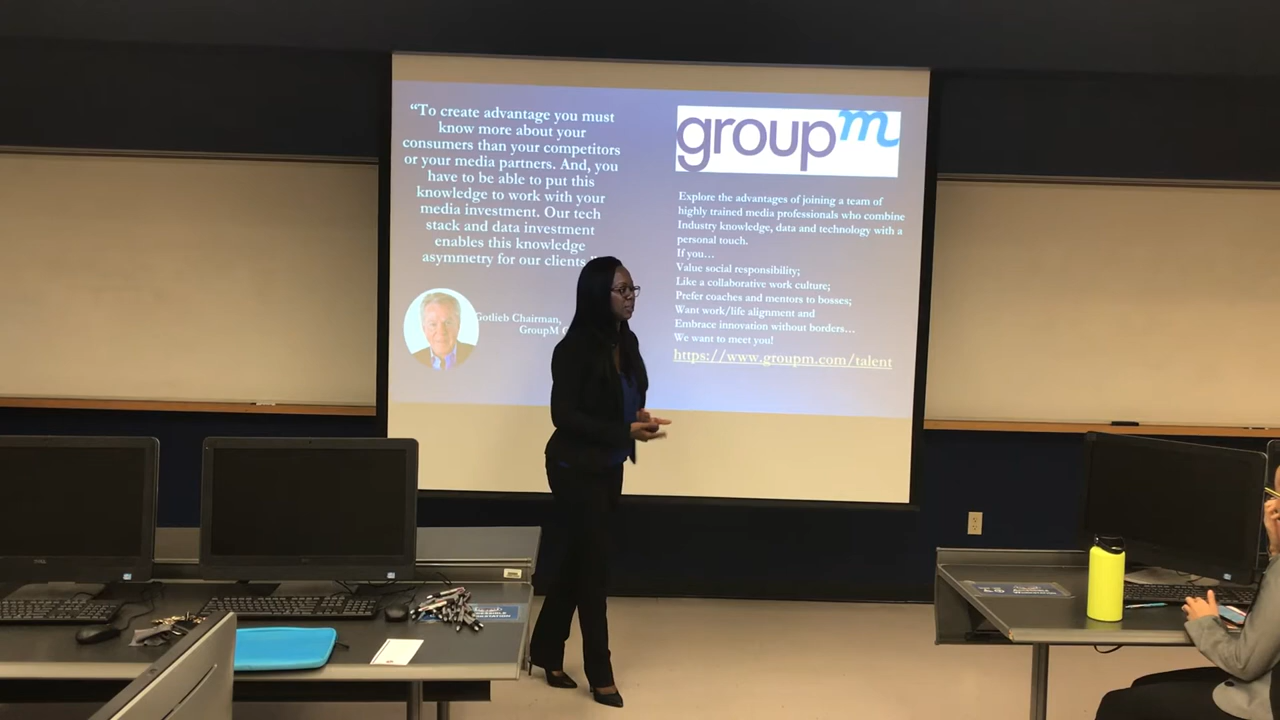 “To create advantage you must
know more about your
consumers than your competitors
or your media partners. And, you
have to be able to put this
knowledge to work with your
media investment. Our tech
stack and data investment
enables this knowledge
asymmetry for our clients.”
Gotlieb Chairman,
GroupM
groupm
Explore the advantages of joining a team of
highly trained media professionals who combine
Industry knowledge, data and technology with a
personal touch.
If you…
Value social responsibility;
Like a collaborative work culture;
Prefer coaches and mentors to bosses;
Want work/life alignment and
Embrace innovation without borders…
We want to meet you!
https://www.groupm.com/talent